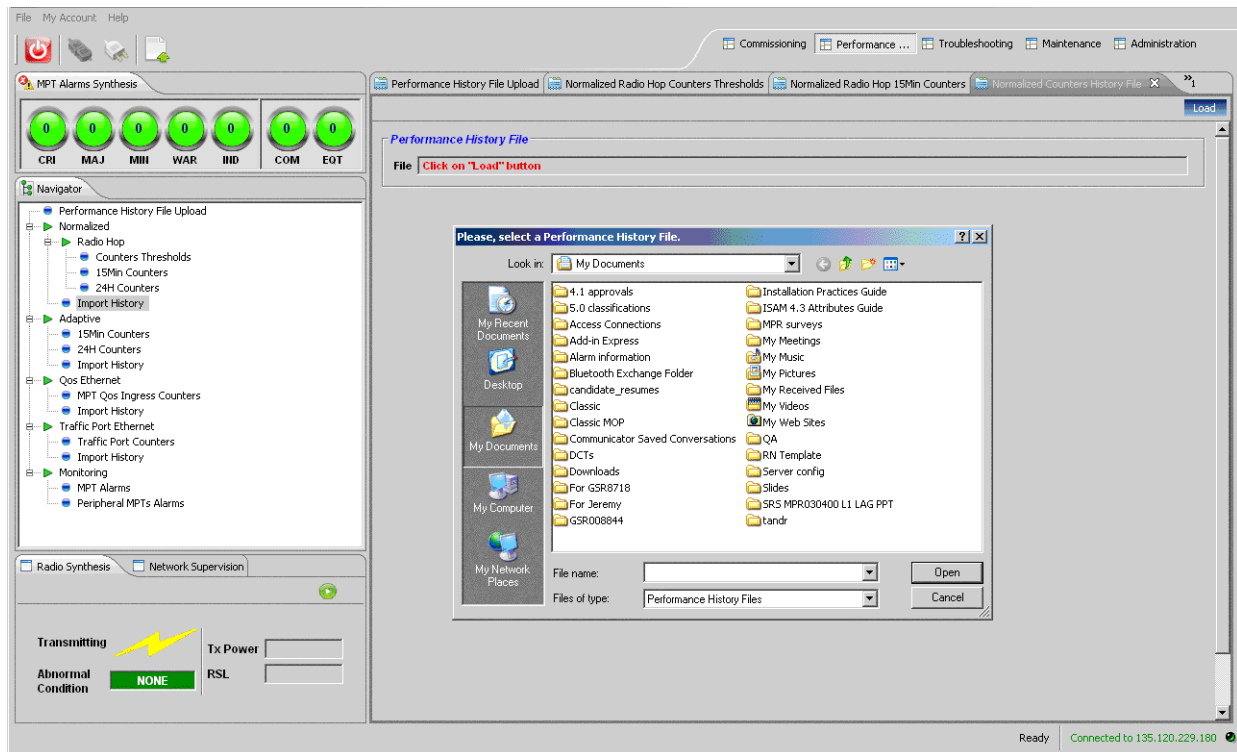 File My Account Help
Commissioning Performance ... Troubleshooting Maintenance Administration
MPT Alarms Synthesis
0 0 0 0 0 0 0
CRI MAJ MIN WAR IND COM EQT
Navigator
Performance History File Upload
Normalized
Radio Hop
Counters Thresholds
15Min Counters
24H Counters
Import History
Adaptive
15Min Counters
24H Counters
Import History
Qos Ethernet
MPT Qos Ingress Counters
Import History
Traffic Port Ethernet
Traffic Port Counters
Import History
Monitoring
MPT Alarms
Peripheral MPTs Alarms
Radio Synthesis Network Supervision
Transmitting
Tx Power
Abnormal Condition
NONE
RSL
Performance History File Upload Normalized Radio Hop Counters Thresholds Normalized Radio Hop 15Min Counters Normalized Counters History File X »1
Load
Performance History File
File Click on "Load" button
Please, select a Performance History File. ? X
Look in: My Documents
My Recent Documents
Desktop
My Documents
My Computer
My Network Places
4.1 approvals
5.0 classifications
Access Connections
Add-in Express
Alarm information
Bluetooth Exchange Folder
candidate_resumes
Classic
Classic MOP
Communicator Saved Conversations
DCTs
Downloads
For GSR8718
For Jeremy
GSR008844
Installation Practices Guide
ISAM 4.3 Attributes Guide
MPR surveys
My Meetings
My Music
My Pictures
My Received Files
My Videos
My Web Sites
QA
RN Template
Server config
Slides
SRS MPR030400 L1 LAG PPT
tandr
File name:
Open
Files of type: Performance History Files
Cancel
Ready Connected to 135.120.229.180